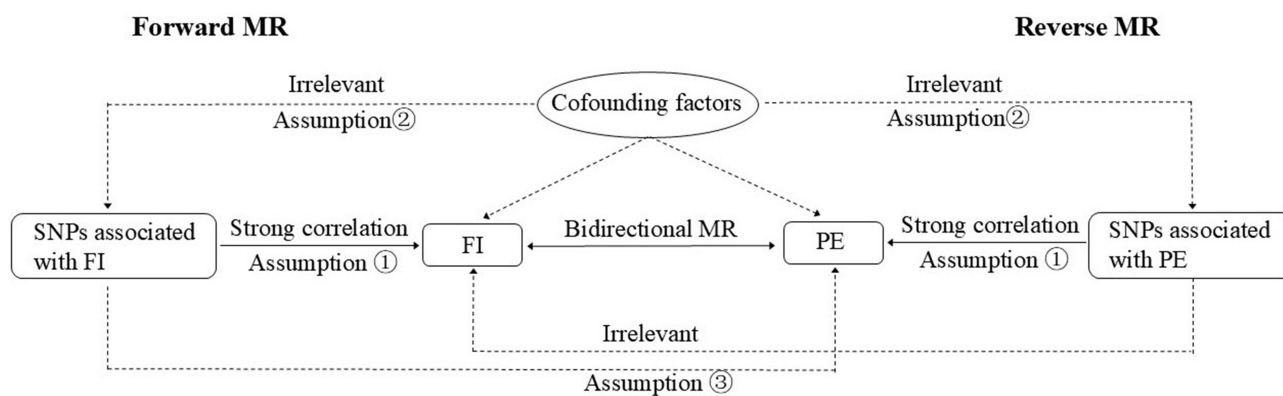 Forward MR
Reverse MR
Irrelevant
Assumption②
Cofounding factors
Irrelevant
Assumption②
SNPs associated
with FI
Strong correlation
Assumption ①
FI
Bidirectional MR
PE
Strong correlation
Assumption ①
SNPs associated
with PE
Irrelevant
Assumption ③